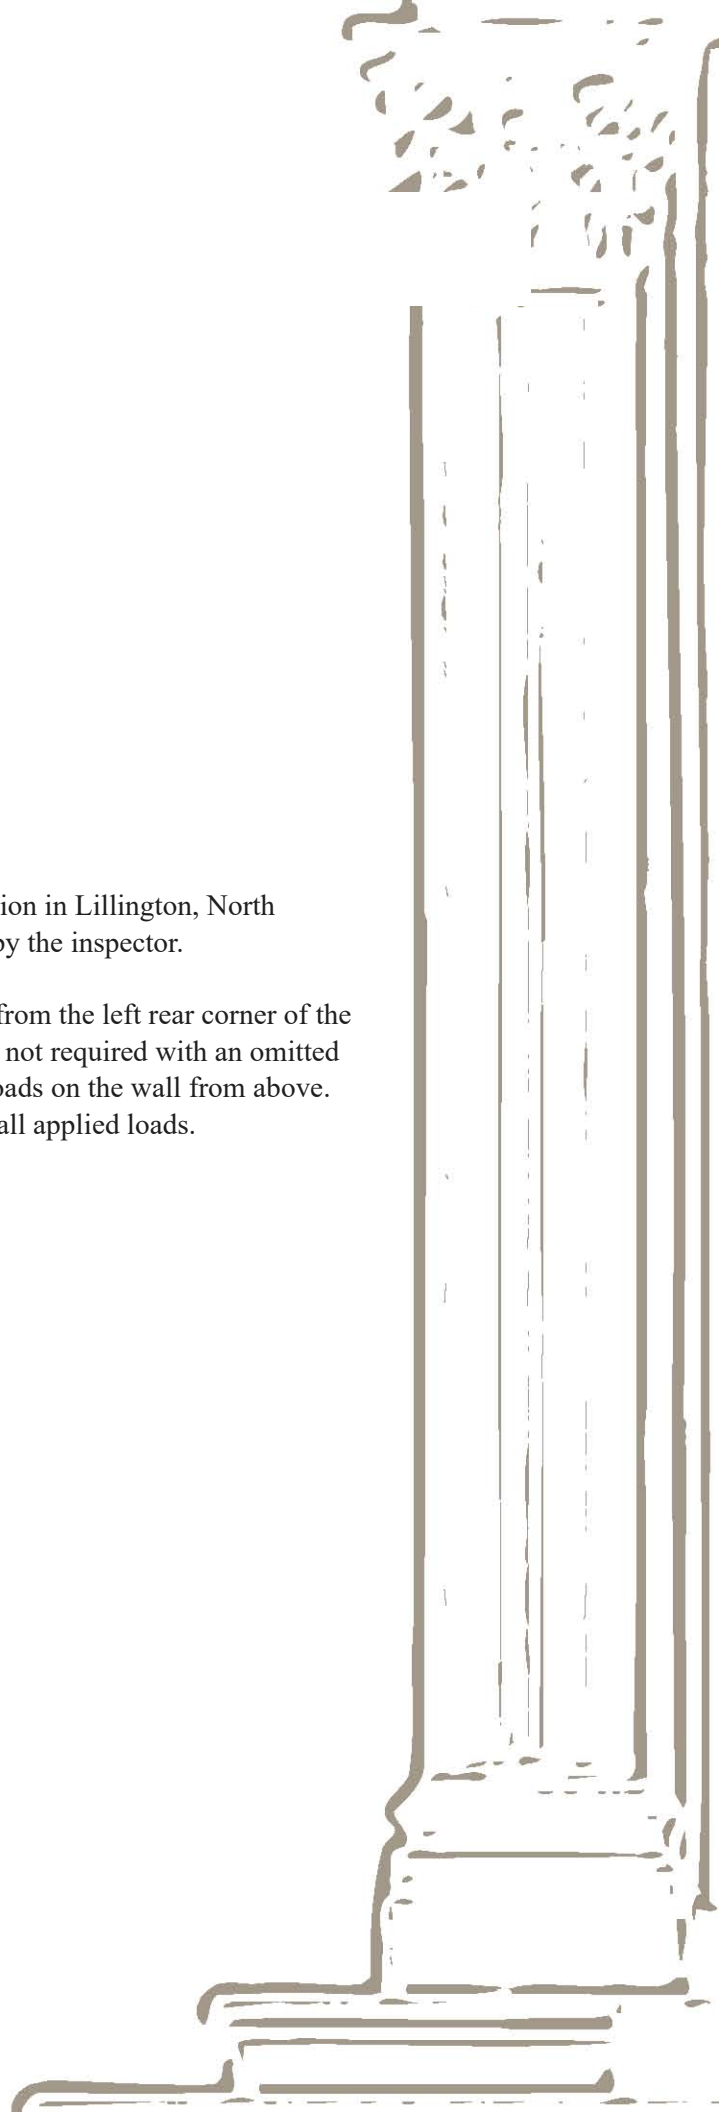 ion in Lillington, North
by the inspector.
from the left rear corner of the
not required with an omitted
oads on the wall from above.
all applied loads.